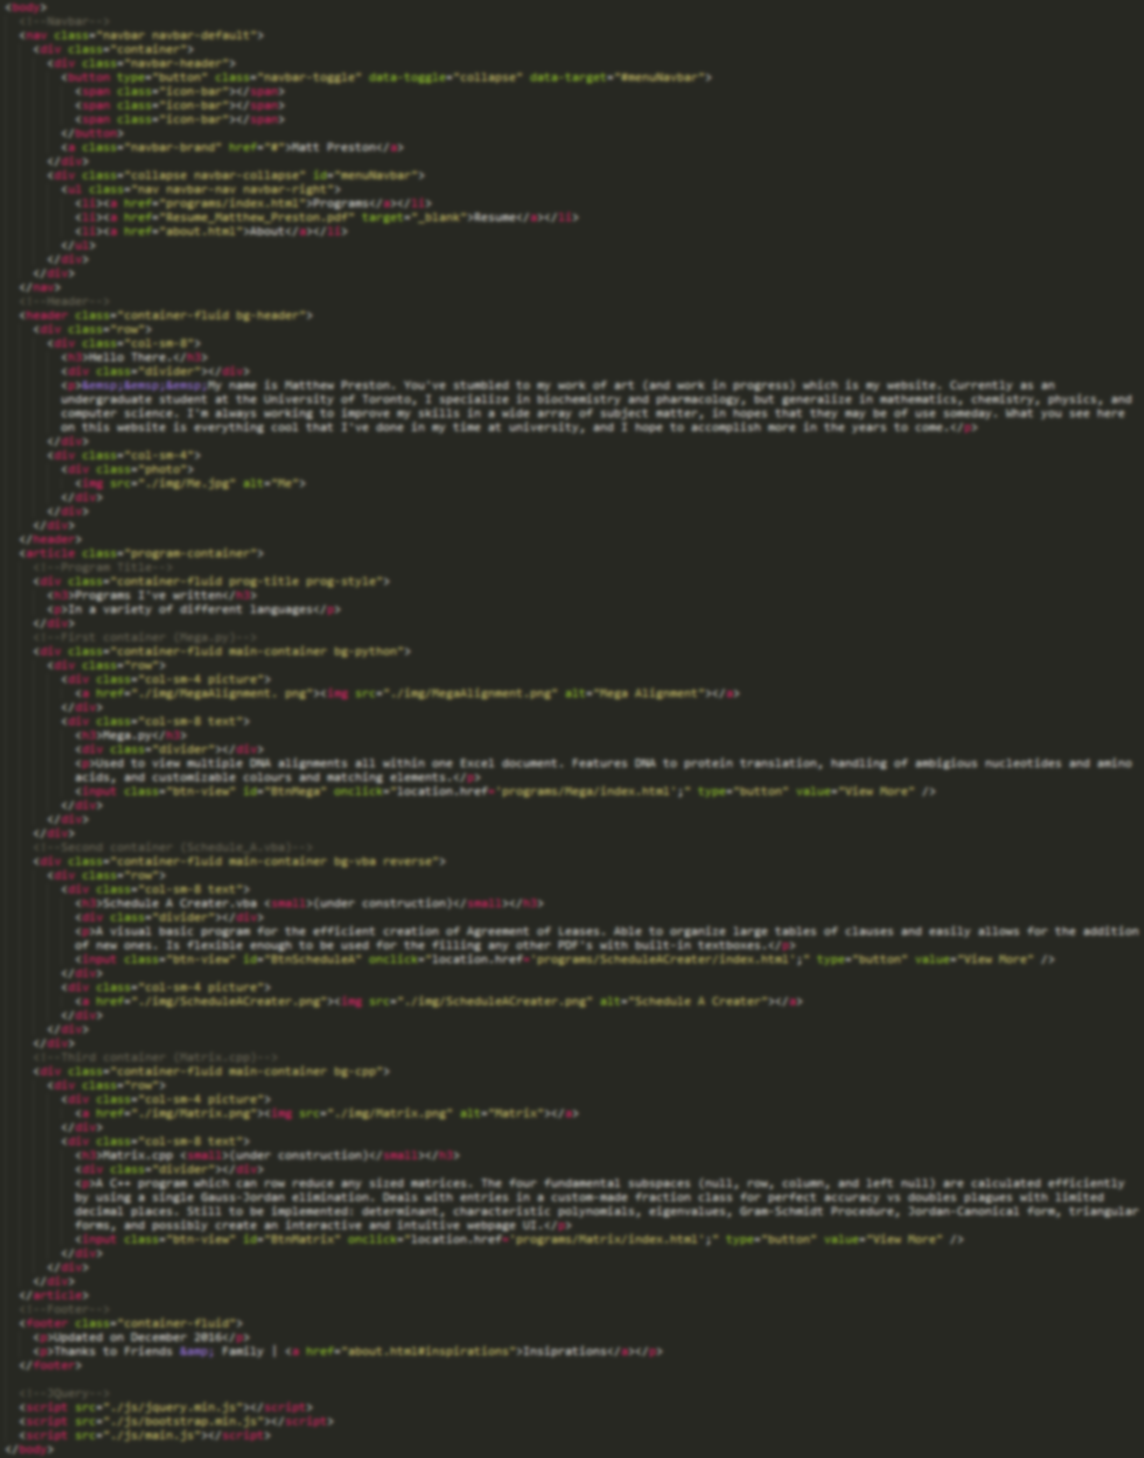 <body>
<!--Navbar-->
<nav class="navbar navbar-default">
<div class="container">
<div class="navbar-header">
<button type="button" class="navbar-toggle" data-toggle="collapse" data-target="#menuNavbar">
<span class="icon-bar"></span>
<span class="icon-bar"></span>
<span class="icon-bar"></span>
</button>
<a class="navbar-brand" href="#">Matt Preston</a>
</div>
<div class="collapse navbar-collapse" id="menuNavbar">
<ul class="nav navbar-nav navbar-right">
<li><a href="programs/index.html">Programs</a></li>
<li><a href="Resume_Matthew_Preston.pdf" target="_blank">Resume</a></li>
<li><a href="about.html">About</a></li>
</ul>
</div>
</div>
</nav>
<!--Header-->
<header class="container-fluid bg-header">
<div class="row">
<div class="col-sm-8">
<h3>Hello There.</h3>
<div class="divider"></div>
<p>&emsp;&emsp;&emsp;My name is Matthew Preston. You've stumbled to my work of art (and work in progress) which is my website. Currently as an
undergraduate student at the University of Toronto, I specialize in biochemistry and pharmacology, but generalize in mathematics, chemistry, physics, and
computer science. I'm always working to improve my skills in a wide array of subject matter, in hopes that they may be of use someday. What you see here
on this website is everything cool that I've done in my time at university, and I hope to accomplish more in the years to come.</p>
</div>
<div class="col-sm-4">
<div class="photo">
<img src="./img/Me.jpg" alt="Me">
</div>
</div>
</div>
</header>
<article class="program-container">
<!--Program Title-->
<div class="container-fluid prog-title prog-style">
<h3>Programs I've written</h3>
<p>In a variety of different languages</p>
</div>
<!--First container (Mega.py)-->
<div class="container-fluid main-container bg-python">
<div class="row">
<div class="col-sm-4 picture">
<a href="./img/MegaAlignment. png"><img src="./img/MegaAlignment.png" alt="Mega Alignment"></a>
</div>
<div class="col-sm-8 text">
<h3>Mega.py</h3>
<div class="divider"></div>
<p>Used to view multiple DNA alignments all within one Excel document. Features DNA to protein translation, handling of ambigious nucleotides and amino
acids, and customizable colours and matching elements.</p>
<input class="btn-view" id="BtnMega" onclick="location.href='programs/Mega/index.html';" type="button" value="View More" />
</div>
</div>
</div>
<!--Second container (Schedule_A.vba)-->
<div class="container-fluid main-container bg-vba reverse">
<div class="row">
<div class="col-sm-8 text">
<h3>Schedule A Creater.vba <small>(under construction)</small></h3>
<div class="divider"></div>
<p>A visual basic program for the efficient creation of Agreement of Leases. Able to organize large tables of clauses and easily allows for the addition
of new ones. Is flexible enough to be used for the filling any other PDF's with built-in textboxes.</p>
<input class="btn-view" id="BtnScheduleA" onclick="location.href='programs/ScheduleACreater/index.html';" type="button" value="View More" />
</div>
<div class="col-sm-4 picture">
<a href="./img/ScheduleACreater.png"><img src="./img/ScheduleACreater.png" alt="Schedule A Creater"></a>
</div>
</div>
</div>
<!--Third container (Matrix.cpp)-->
<div class="container-fluid main-container bg-cpp">
<div class="row">
<div class="col-sm-4 picture">
<a href="./img/Matrix.png"><img src="./img/Matrix.png" alt="Matrix"></a>
</div>
<div class="col-sm-8 text">
<h3>Matrix.cpp <small>(under construction)</small></h3>
<div class="divider"></div>
<p>A C++ program which can row reduce any sized matrices. The four fundamental subspaces (null, row, column, and left null) are calculated efficiently
by using a single Gauss-Jordan elimination. Deals with entries in a custom-made fraction class for perfect accuracy vs doubles plagues with limited
decimal places. Still to be implemented: determinant, characteristic polynomials, eigenvalues, Gram-Schmidt Procedure, Jordan-Canonical form, triangular
forms, and possibly create an interactive and intuitive webpage UI.</p>
<input class="btn-view" id="BtnMatrix" onclick="location.href='programs/Matrix/index.html';" type="button" value="View More" />
</div>
</div>
</div>
</article>
<!--Footer-->
<footer class="container-fluid">
<p>Updated on December 2016</p>
<p>Thanks to Friends &amp; Family | <a href="about.html#inspirations">Insiprations</a></p>
</footer>
<!--JQuery-->
<script src="./js/jquery.min.js"></script>
<script src="./js/bootstrap.min.js"></script>
<script src="./js/main.js"></script>
</body>